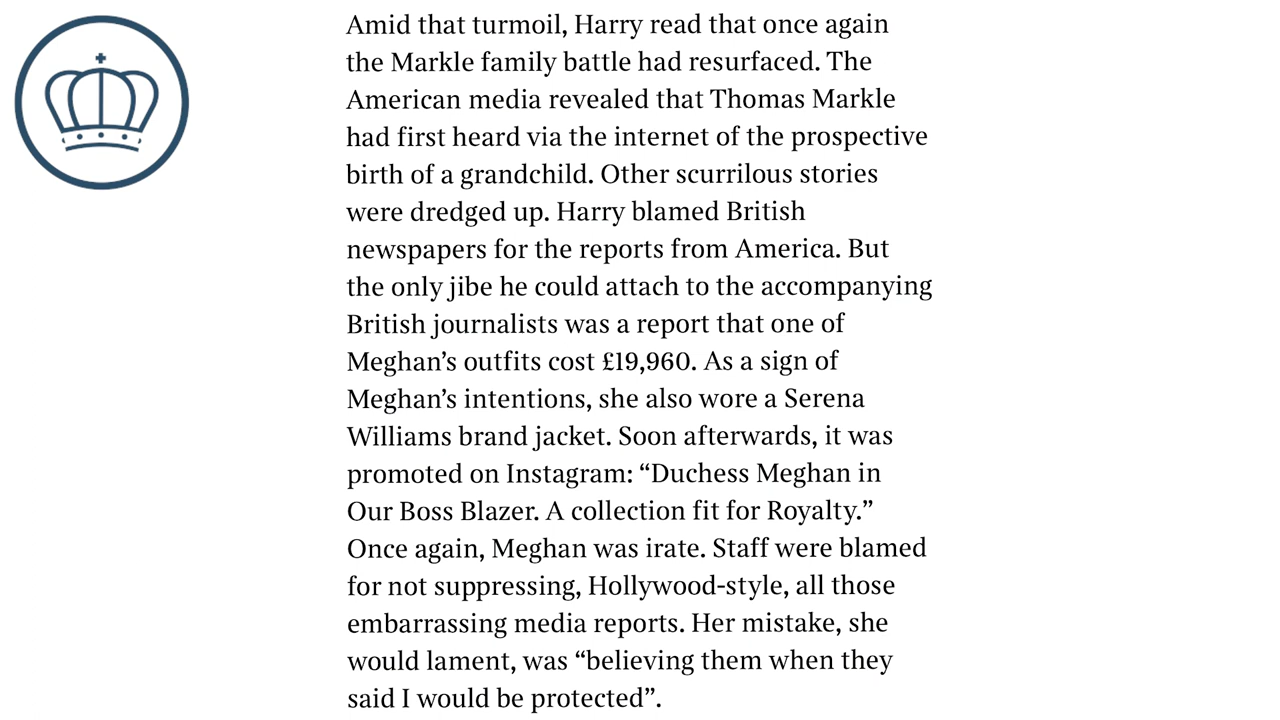 Amid that turmoil, Harry read that once again
the Markle family battle had resurfaced. The
American media revealed that Thomas Markle
had first heard via the internet of the prospective
birth of a grandchild. Other scurrilous stories
were dredged up. Harry blamed British
newspapers for the reports from America. But
the only jibe he could attach to the accompanying
British journalists was a report that one of
Meghan’s outfits cost £19,960. As a sign of
Meghan’s intentions, she also wore a Serena
Williams brand jacket. Soon afterwards, it was
promoted on Instagram: “Duchess Meghan in
Our Boss Blazer. A collection fit for Royalty.”
Once again, Meghan was irate. Staff were blamed
for not suppressing, Hollywood-style, all those
embarrassing media reports. Her mistake, she
would lament, was “believing them when they
said I would be protected”.